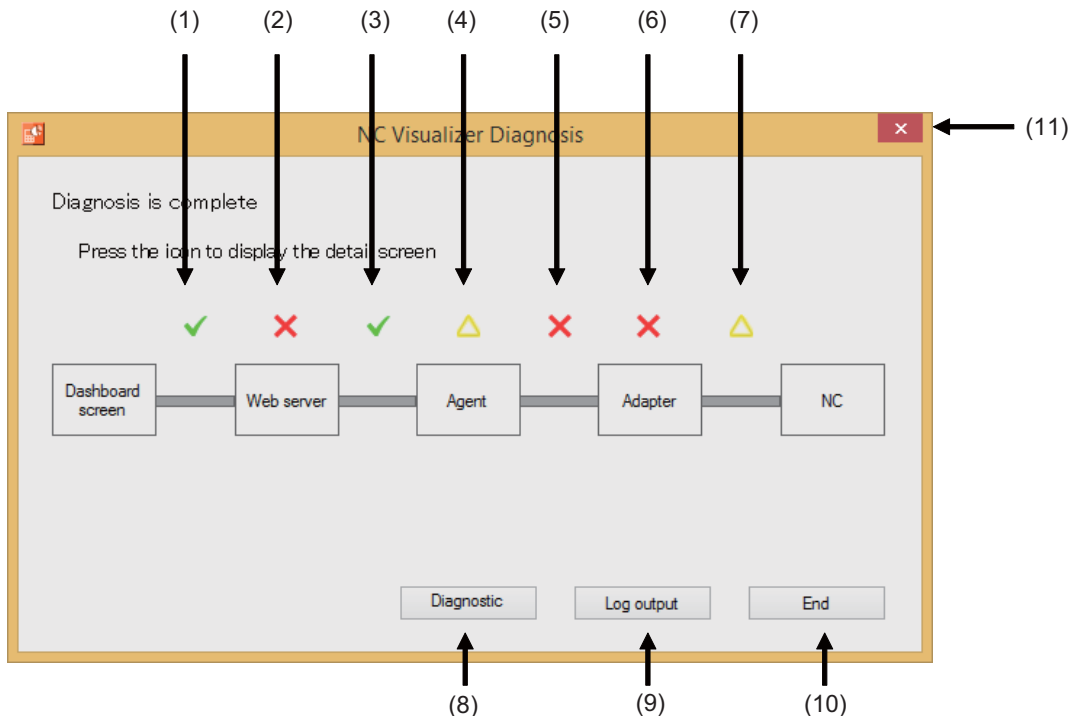 (1) (2) (3) (4) (5) (6) (7)
NC Visualizer Diagnosis
(11)
Diagnosis is complete
Press the icon to display the detail screen
Dashboard
screen
Web server
Agent
Adapter
NC
Diagnostic
Log output
End
(8) (9) (10)